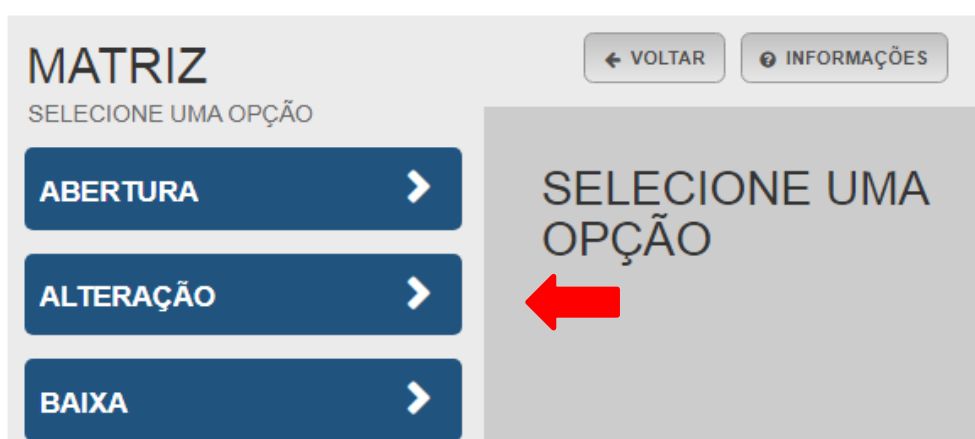 MATRIZ
SELECIONE UMA OPÇÃO
ABERTURA
ALTERAÇÃO
BAIXA
VOLTAR
INFORMAÇÕES
SELECIONE UMA
OPÇÃO